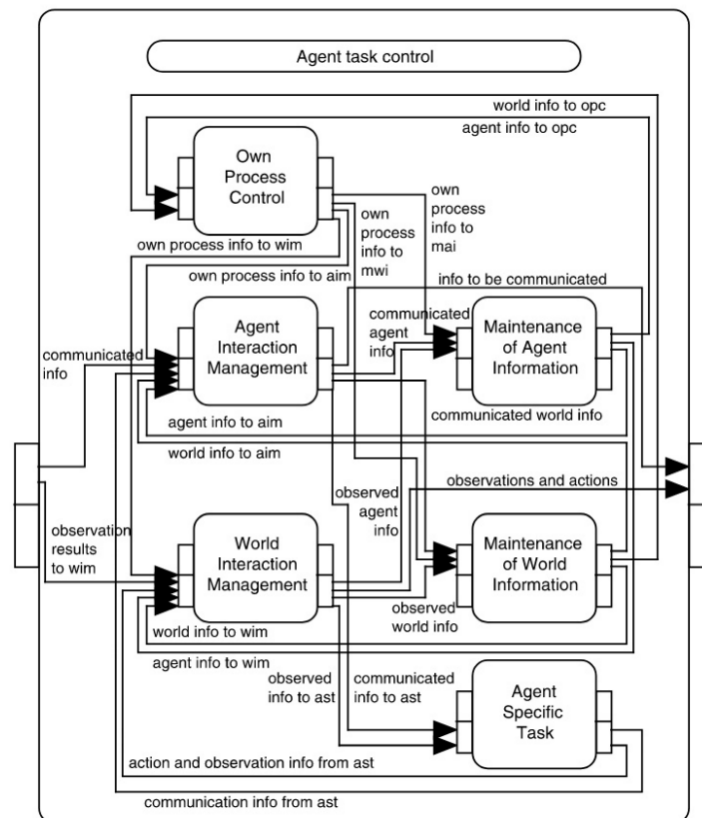 Agent task control
world info to opc
agent info to opc
Own
Process
Control
own
process
info to
mai
own
process
info to
mwi
own process info to wim
own process info to aim
info to be communicated
Agent
Interaction
Management
communicated
agent
info
Maintenance
of Agent
Information
communicated
info
agent info to aim
communicated world info
world info to aim
observed
agent
info
observations and actions
observation
results
to wim
World
Interaction
Management
Maintenance
of World
Information
observed
world info
world info to wim
agent info to wim
observed
info to ast
communicated
info to ast
Agent
Specific
Task
action and observation info from ast
communication info from ast